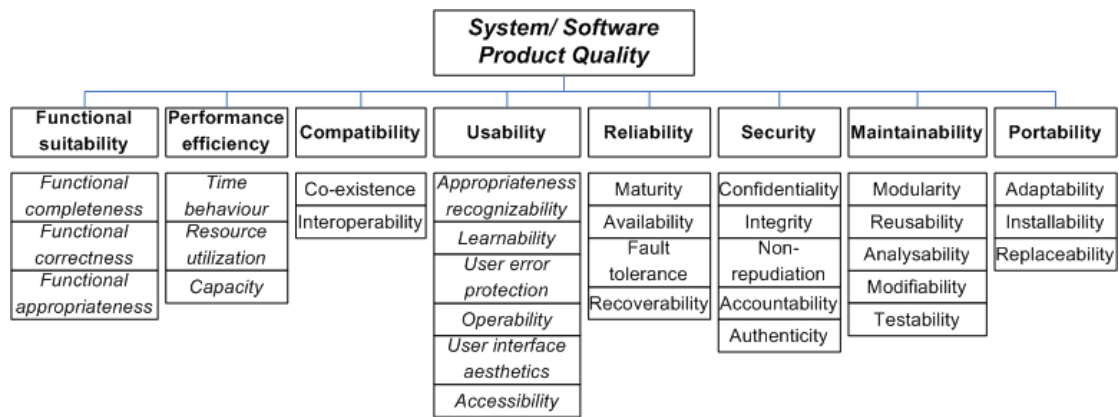 System/ Software
Product Quality
Functional
suitability
Performance
efficiency
Compatibility
Usability
Reliability
Security
Maintainability
Portability
Functional
completeness
Functional
correctness
Functional
appropriateness
Time
behaviour
Resource
utilization
Capacity
Co-existence
Interoperability
Appropriateness
recognizability
Learnability
User error
protection
Operability
User interface
aesthetics
Accessibility
Maturity
Availability
Fault
tolerance
Recoverability
Confidentiality
Integrity
Non-
repudiation
Accountability
Authenticity
Modularity
Reusability
Analysability
Modifiability
Testability
Adaptability
Installability
Replaceability